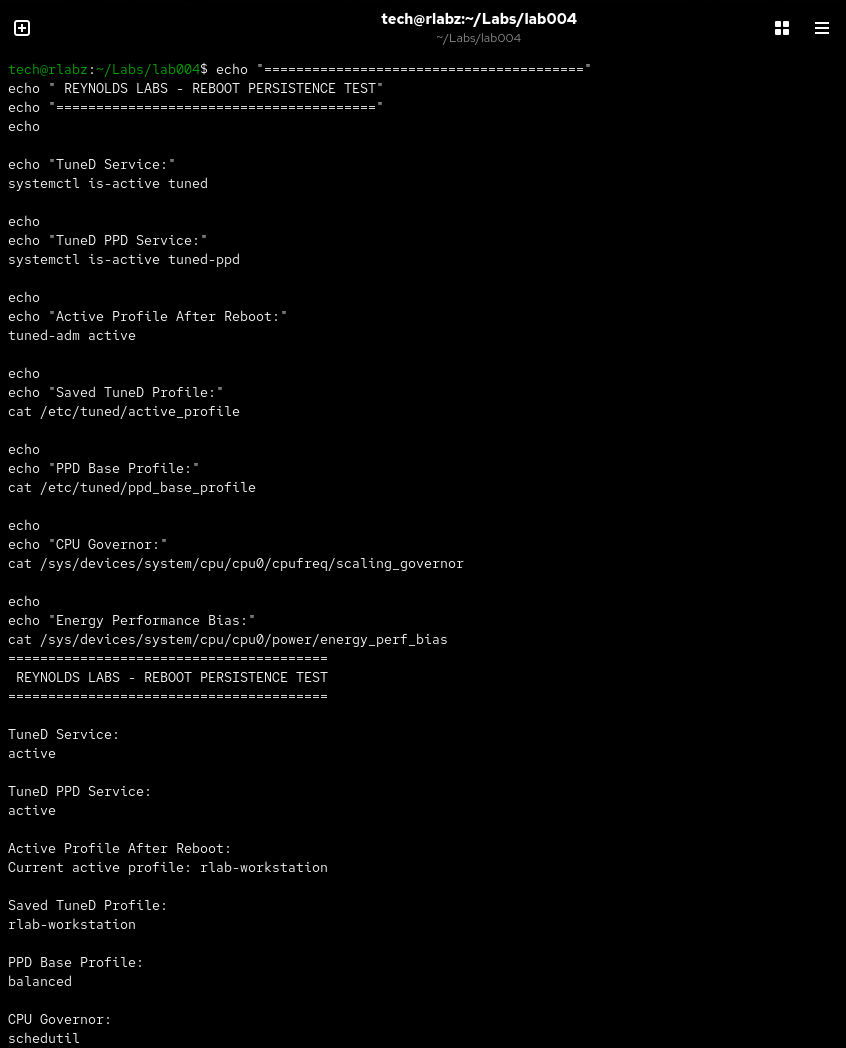 tech@rlabz:~/Labs/lab004
~/Labs/lab004
tech@rlabz:~/Labs/lab004$ echo "========================================"
echo " REYNOLDS LABS - REBOOT PERSISTENCE TEST"
echo "========================================"
echo
echo "TuneD Service:"
systemctl is-active tuned
echo
echo "TuneD PPD Service:"
systemctl is-active tuned-ppd
echo
echo "Active Profile After Reboot:"
tuned-adm active
echo
echo "Saved TuneD Profile:"
cat /etc/tuned/active_profile
echo
echo "PPD Base Profile:"
cat /etc/tuned/ppd_base_profile
echo
echo "CPU Governor:"
cat /sys/devices/system/cpu/cpu0/cpufreq/scaling_governor
echo
echo "Energy Performance Bias:"
cat /sys/devices/system/cpu/cpu0/power/energy_perf_bias
========================================
 REYNOLDS LABS - REBOOT PERSISTENCE TEST
========================================
TuneD Service:
active
TuneD PPD Service:
active
Active Profile After Reboot:
Current active profile: rlab-workstation
Saved TuneD Profile:
rlab-workstation
PPD Base Profile:
balanced
CPU Governor:
schedutil